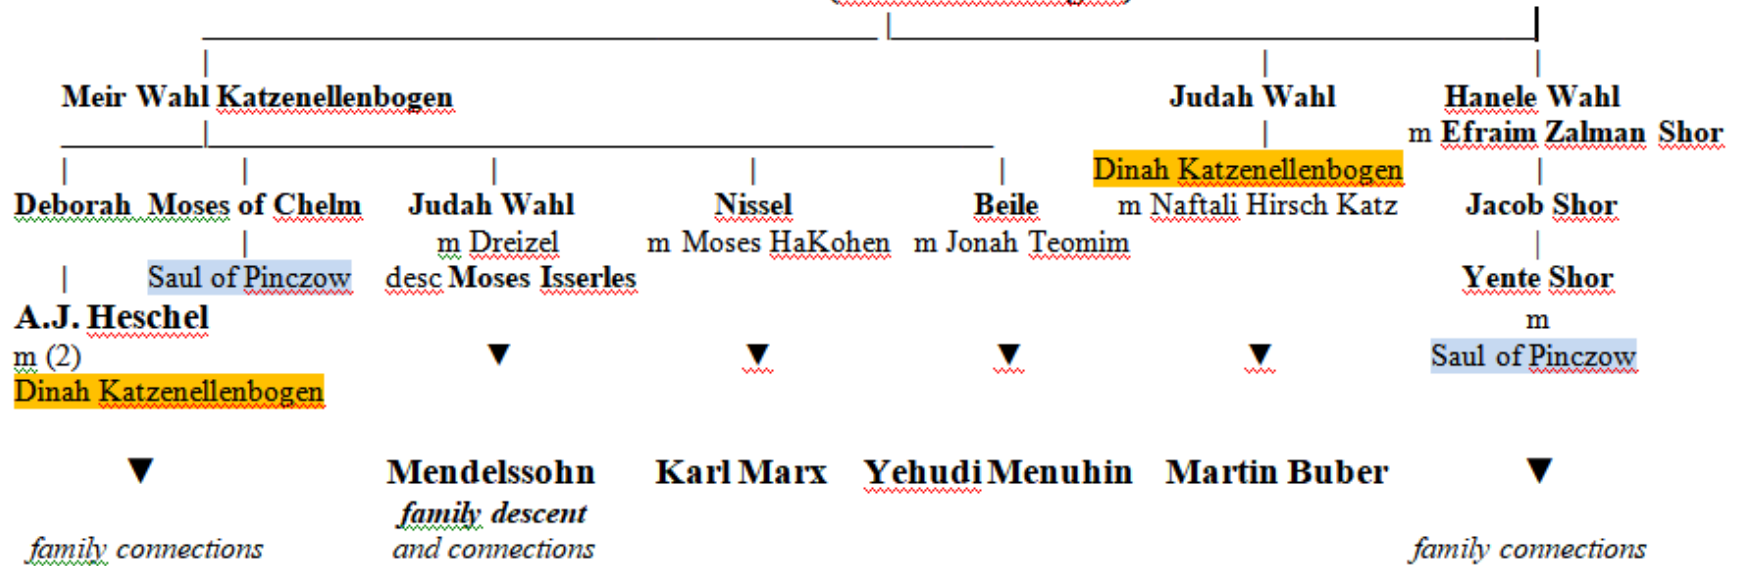 Meir Wahl Katzenellenbogen Judah Wahl Hanele Wahl
m Efraim Zalman Shor
Dinah Katzenellenbogen
Deborah Moses of Chelm Judah Wahl Nissel Beile m Naftali Hirsch Katz Jacob Shor
m Dreizel m Moses HaKohen m Jonah Teomim
Saul of Pinczow desc Moses Isserles Yente Shor
A.J. Heschel m
m (2) ▼ ▼ ▼ ▼ Saul of Pinczow
Dinah Katzenellenbogen
▼ Mendelssohn Karl Marx Yehudi Menuhin Martin Buber ▼
family descent
family connections and connections family connections